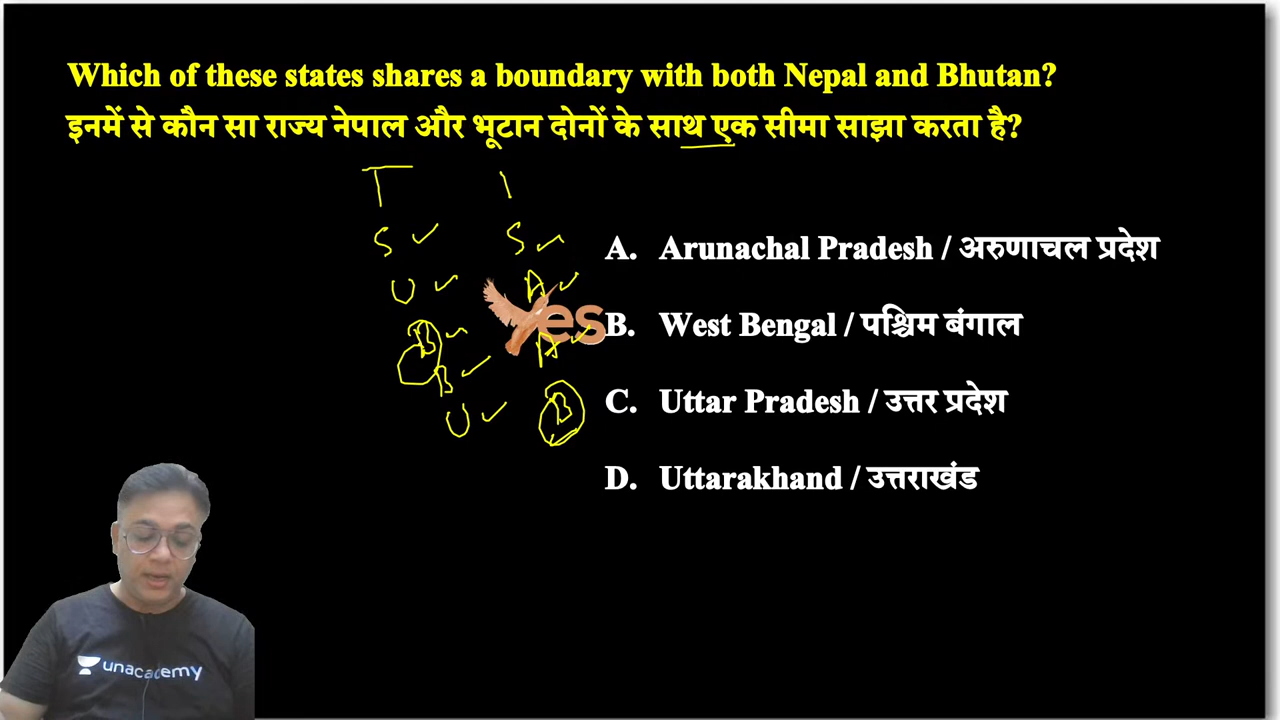 Which of these states shares a boundary with both Nepal and Bhutan?
इनमें से कौन सा राज्य नेपाल और भूटान दोनों के साथ एक सीमा साझा करता है?
T I
S S
U A
B A
B
U B
yes
A. Arunachal Pradesh / अरुणाचल प्रदेश
B. West Bengal / पश्चिम बंगाल
C. Uttar Pradesh / उत्तर प्रदेश
D. Uttarakhand / उत्तराखंड
unacademy